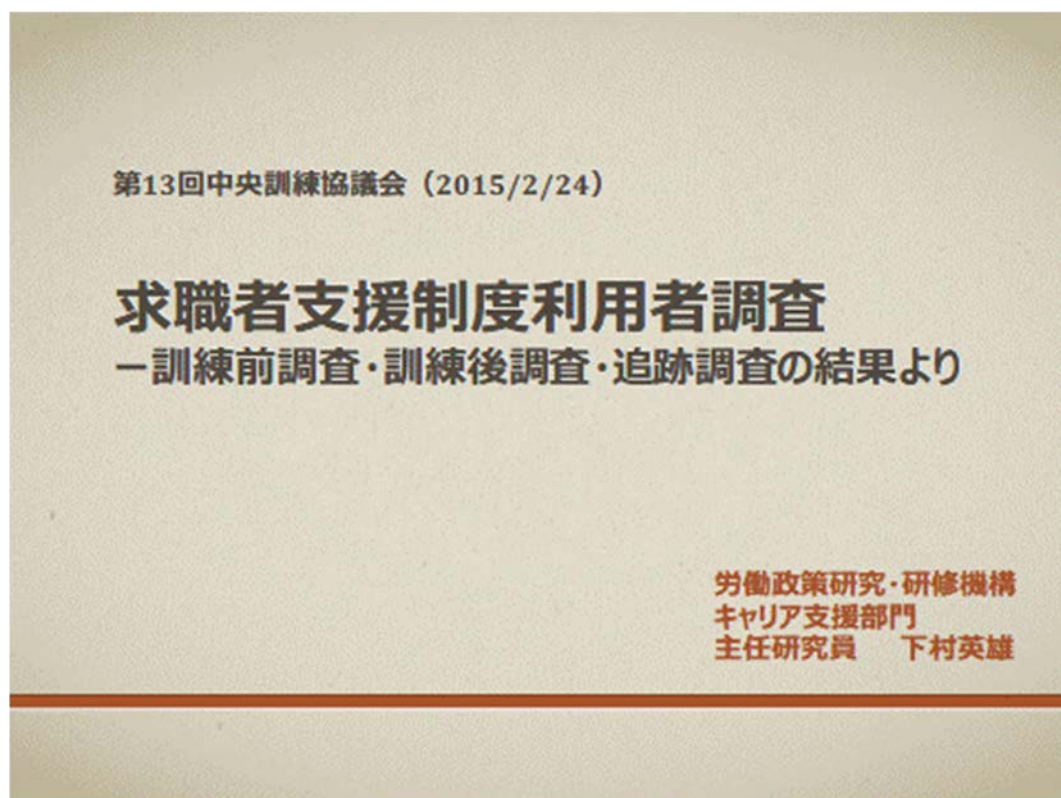 第13回中央訓練協議会（2015/2/24）
求職者支援制度利用者調査
－訓練前調査・訓練後調査・追跡調査の結果より
労働政策研究・研修機構
キャリア支援部門
主任研究員　下村英雄